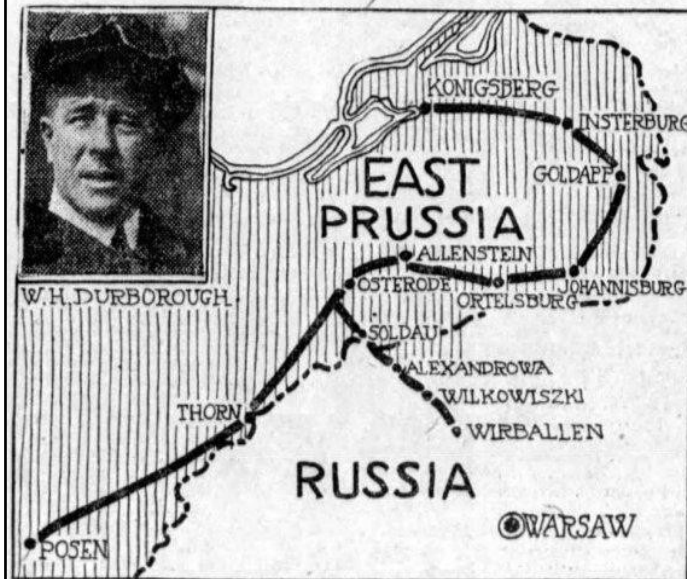 W.H. DURBOROUGH
KONIGSBERG
INSTERBURG
GOLDAPP
EAST
PRUSSIA
ALLENSTEIN
OSTERODE
ORTELSBURG
JOHANNISBURG
SOLDAU
ALEXANDROWA
WILKOWISZKI
THORN
WIRBALLEN
RUSSIA
WARSAW
POSEN